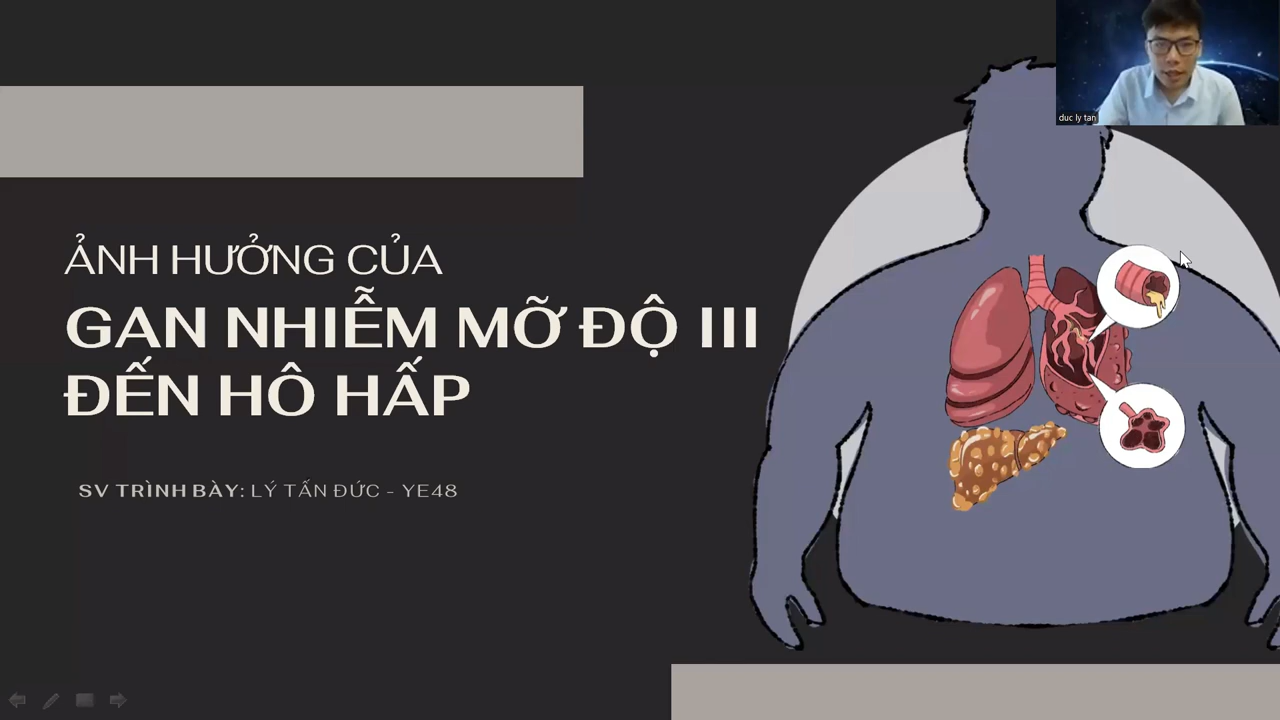 duc ly tan
ẢNH HƯỞNG CỦA
GAN NHIỄM MỠ ĐỘ III
ĐẾN HÔ HẤP
SV TRÌNH BÀY: LÝ TẤN ĐỨC - YE48